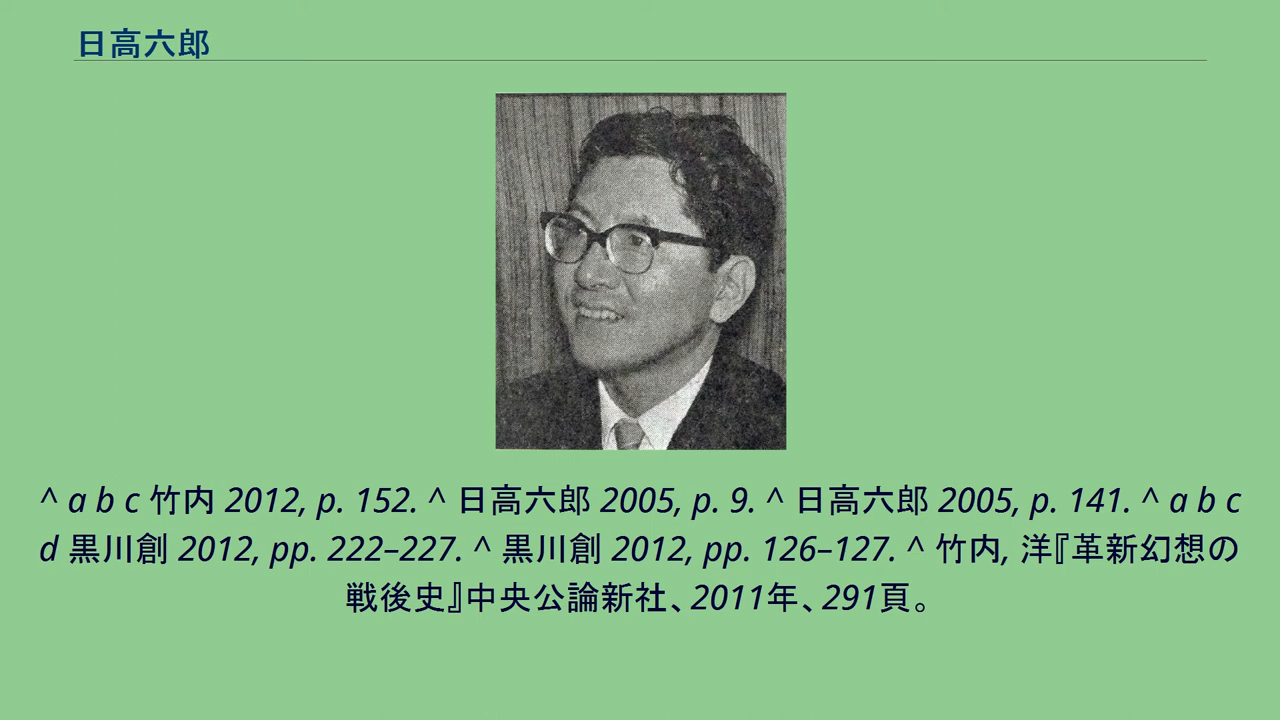 日高六郎
^ a b c 竹内 2012, p. 152. ^ 日高六郎 2005, p. 9. ^ 日高六郎 2005, p. 141. ^ a b c
d 黒川創 2012, pp. 222–227. ^ 黒川創 2012, pp. 126–127. ^ 竹内, 洋『革新幻想の
戦後史』中央公論新社、2011年、291頁。